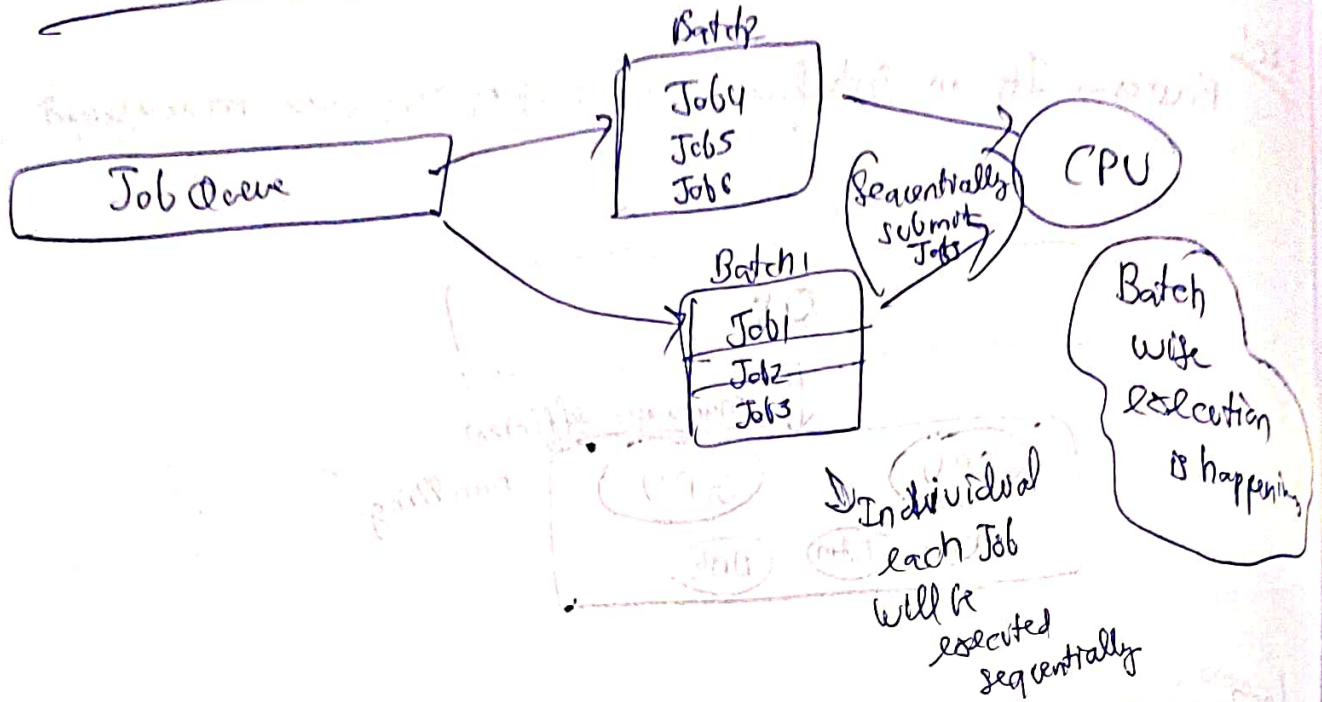 Batch2
Job4
Job5
Job6
Job Queue
CPU
Seqcentrally
submit
Jobs
Batch1
Job1
Job2
Job3
Batch
wise
execution
is happening
Individual
each Job
will be
executed
sequentially